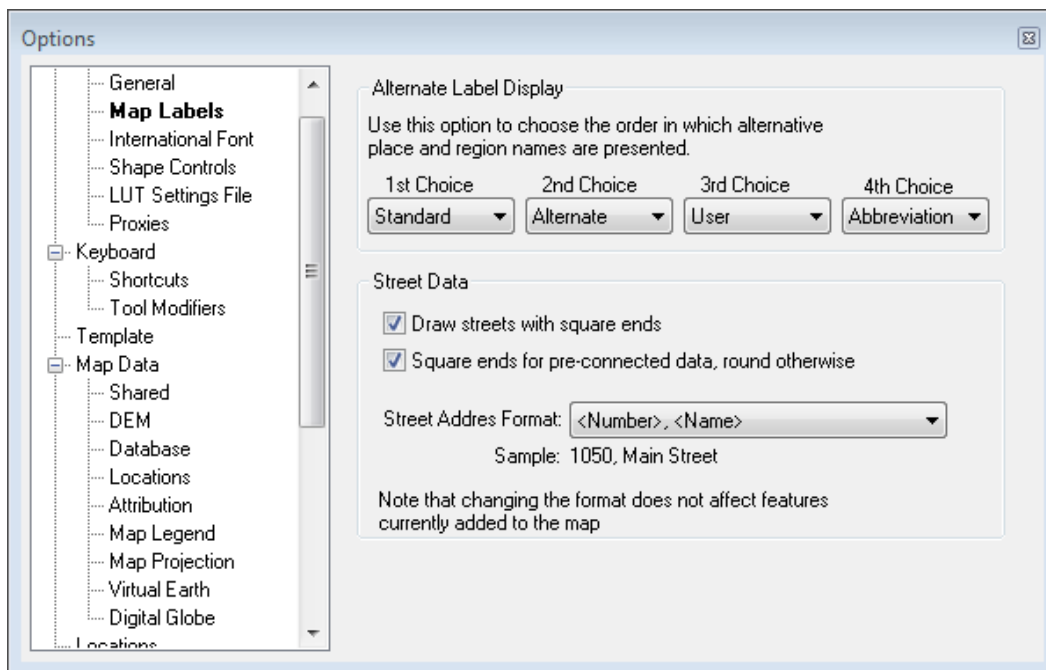 Options
General
Map Labels
International Font
Shape Controls
LUT Settings File
Proxies
Keyboard
Shortcuts
Tool Modifiers
Template
Map Data
Shared
DEM
Database
Locations
Attribution
Map Legend
Map Projection
Virtual Earth
Digital Globe
Locations
Alternate Label Display
Use this option to choose the order in which alternative
place and region names are presented.
1st Choice 2nd Choice 3rd Choice 4th Choice
Standard Alternate User Abbreviation
Street Data
Draw streets with square ends
Square ends for pre-connected data, round otherwise
Street Addres Format: <Number>, <Name>
Sample: 1050, Main Street
Note that changing the format does not affect features
currently added to the map